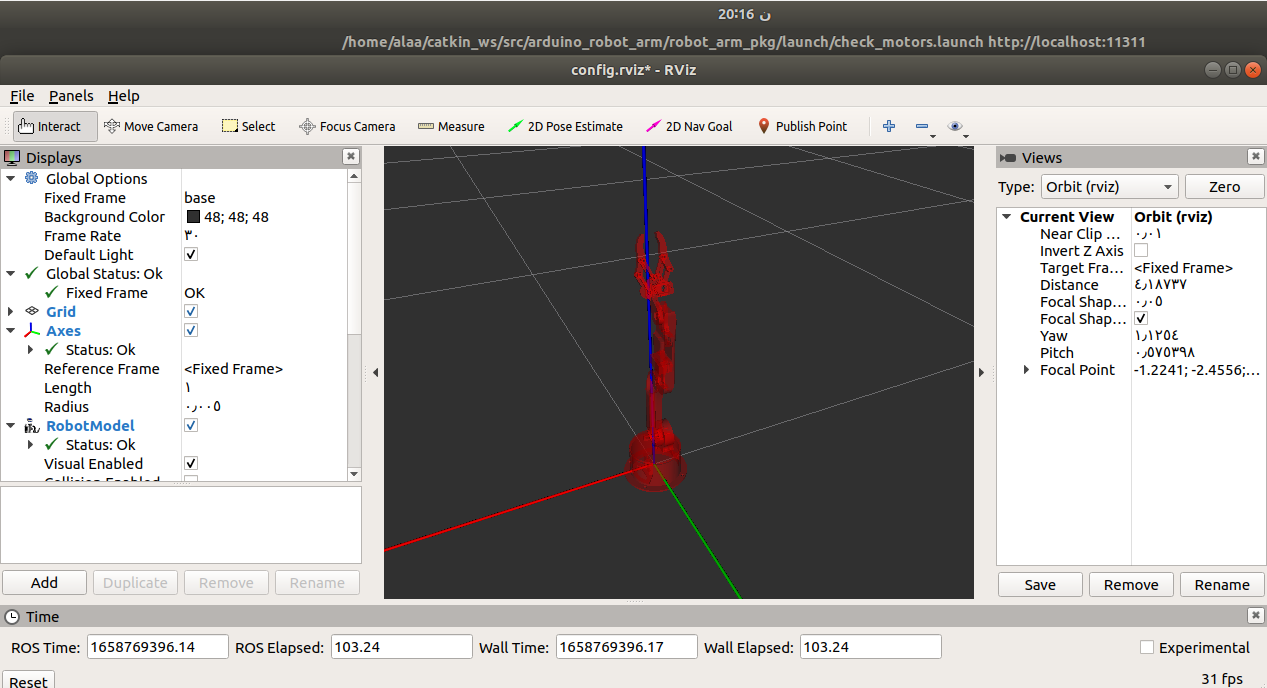 20:16 ن
/home/alaa/catkin_ws/src/arduino_robot_arm/robot_arm_pkg/launch/check_motors.launch http://localhost:11311
config.rviz* - RViz
File Panels Help
Interact Move Camera Select Focus Camera Measure 2D Pose Estimate 2D Nav Goal Publish Point
Displays
Global Options
Fixed Frame base
Background Color 48; 48; 48
Frame Rate ٣٠
Default Light
Global Status: Ok
Fixed Frame OK
Grid
Axes
Status: Ok
Reference Frame <Fixed Frame>
Length ١
Radius ٠٫٠٠٥
RobotModel
Status: Ok
Visual Enabled
Collision Enabled
Add Duplicate Remove Rename
Views
Type: Orbit (rviz) Zero
Current View Orbit (rviz)
Near Clip ... ٠٫٠١
Invert Z Axis
Target Fra... <Fixed Frame>
Distance ٤٫١٨٧٣٧
Focal Shap... ٠٫٠٥
Focal Shap...
Yaw ١٫١٢٥٤
Pitch ٠٫٥٧٥٣٩٨
Focal Point -1.2241; -2.4556;...
Save Remove Rename
Time
ROS Time: 1658769396.14 ROS Elapsed: 103.24 Wall Time: 1658769396.17 Wall Elapsed: 103.24 Experimental
Reset 31 fps